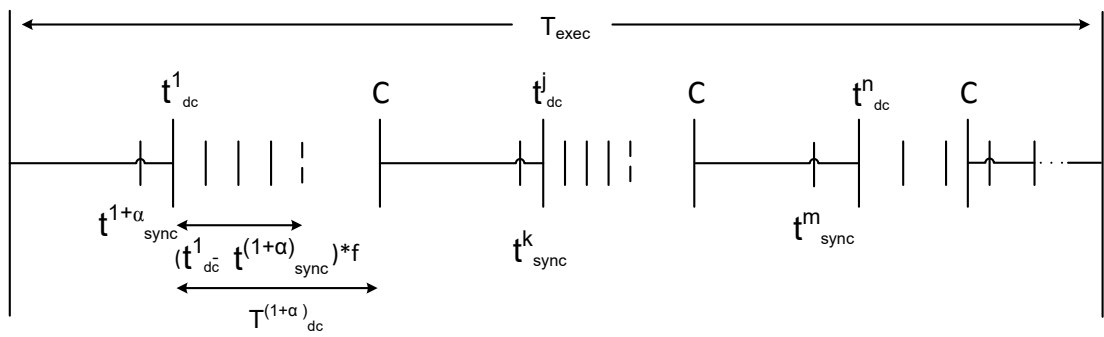 T_exec
t^1_dc C t^j_dc C t^n_dc C
t^{1+α}_sync t^k_sync t^m_sync
(t^1_dc - t^{(1+α)}_sync)*f
T^{(1+α)}_dc